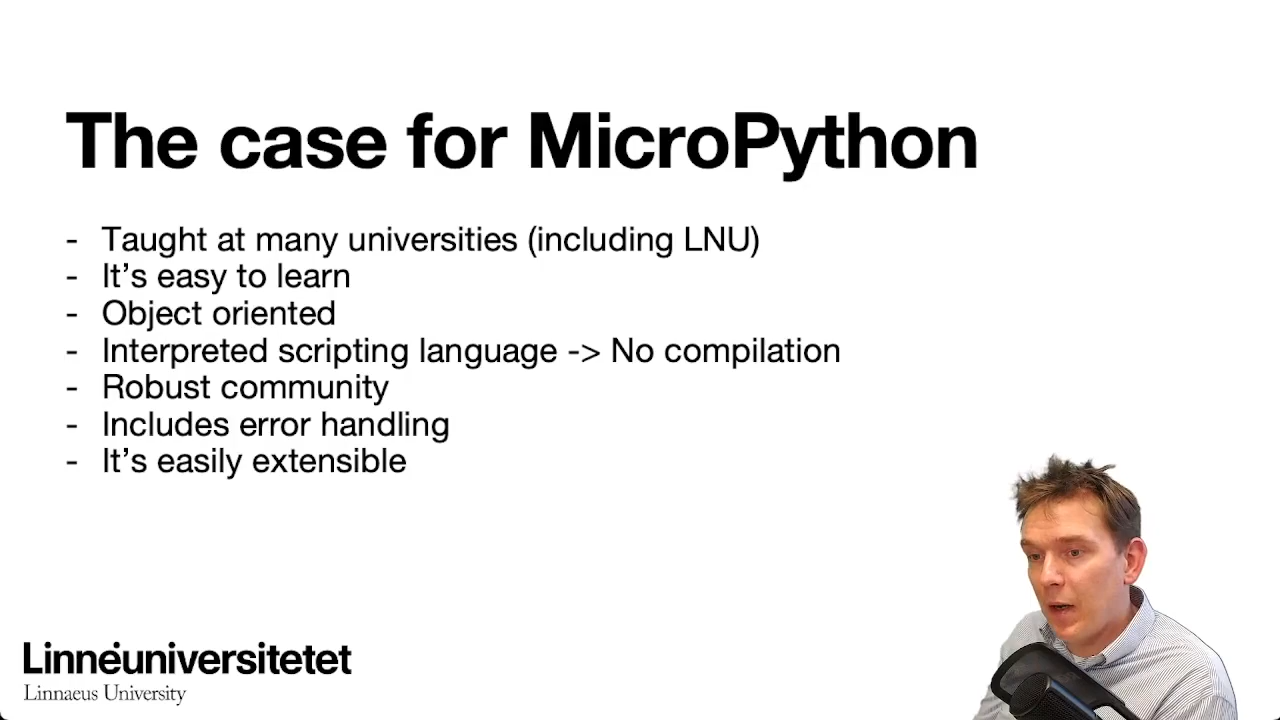 The case for MicroPython
- Taught at many universities (including LNU)
- It's easy to learn
- Object oriented
- Interpreted scripting language -> No compilation
- Robust community
- Includes error handling
- It's easily extensible
Linnéuniversitetet
Linnaeus University